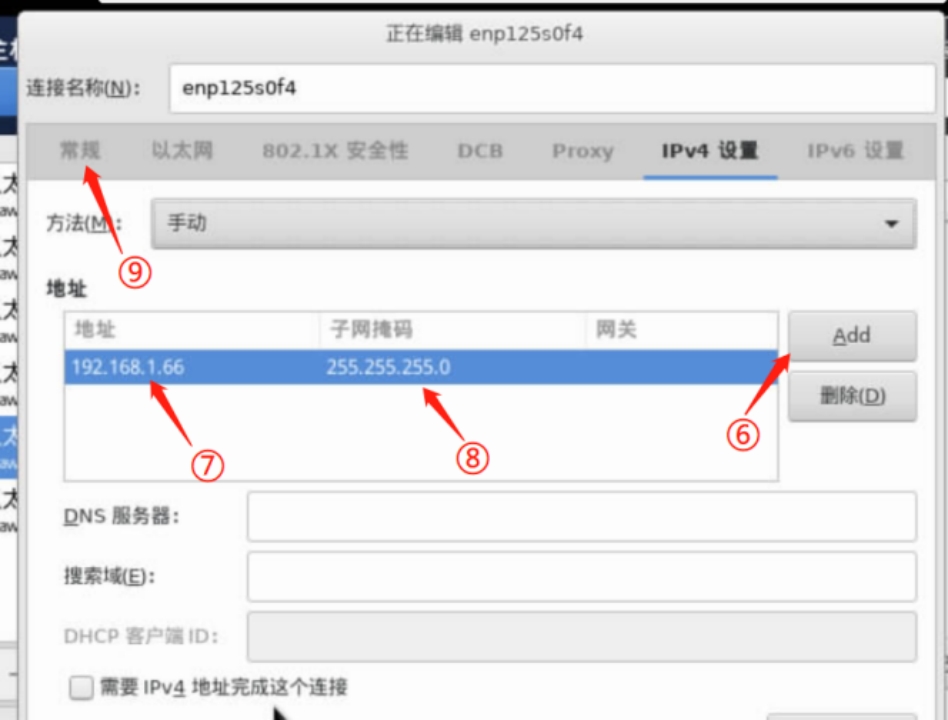 正在编辑 enp125s0f4
连接名称(N): enp125s0f4
常规 以太网 802.1X 安全性 DCB Proxy IPv4 设置 IPv6 设置
方法(M): 手动
⑨
地址
地址 子网掩码 网关
Add
192.168.1.66 255.255.255.0
删除(D)
⑥
⑦ ⑧
DNS 服务器:
搜索域(E):
DHCP 客户端 ID:
需要 IPv4 地址完成这个连接